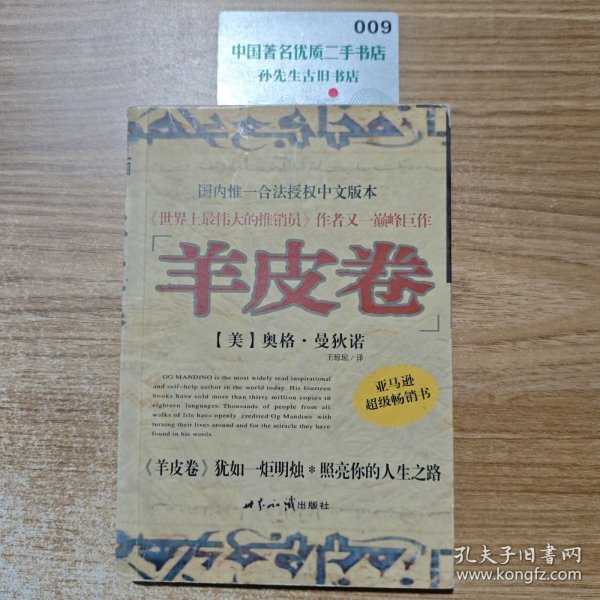 009
中国著名优质二手书店
孙先生古旧书店
国内惟一合法授权中文版本
《世界上最伟大的推销员》作者又一巅峰巨作
「羊皮卷」
【美】奥格·曼狄诺
王琼琼/译
OG MANDINO is the most widely read inspirational
and self-help author in the world today. His fourteen
books have sold more than thirty million copies in
eighteen languages. Thousands of people from all
walks of life have openly credited Og Mandino with
turning their lives around and for the miracle they have
found in his words.
亚马逊
超级畅销书
《羊皮卷》犹如一炬明烛*照亮你的人生之路
世界知识出版社
孔夫子旧书网
www.kongfz.com